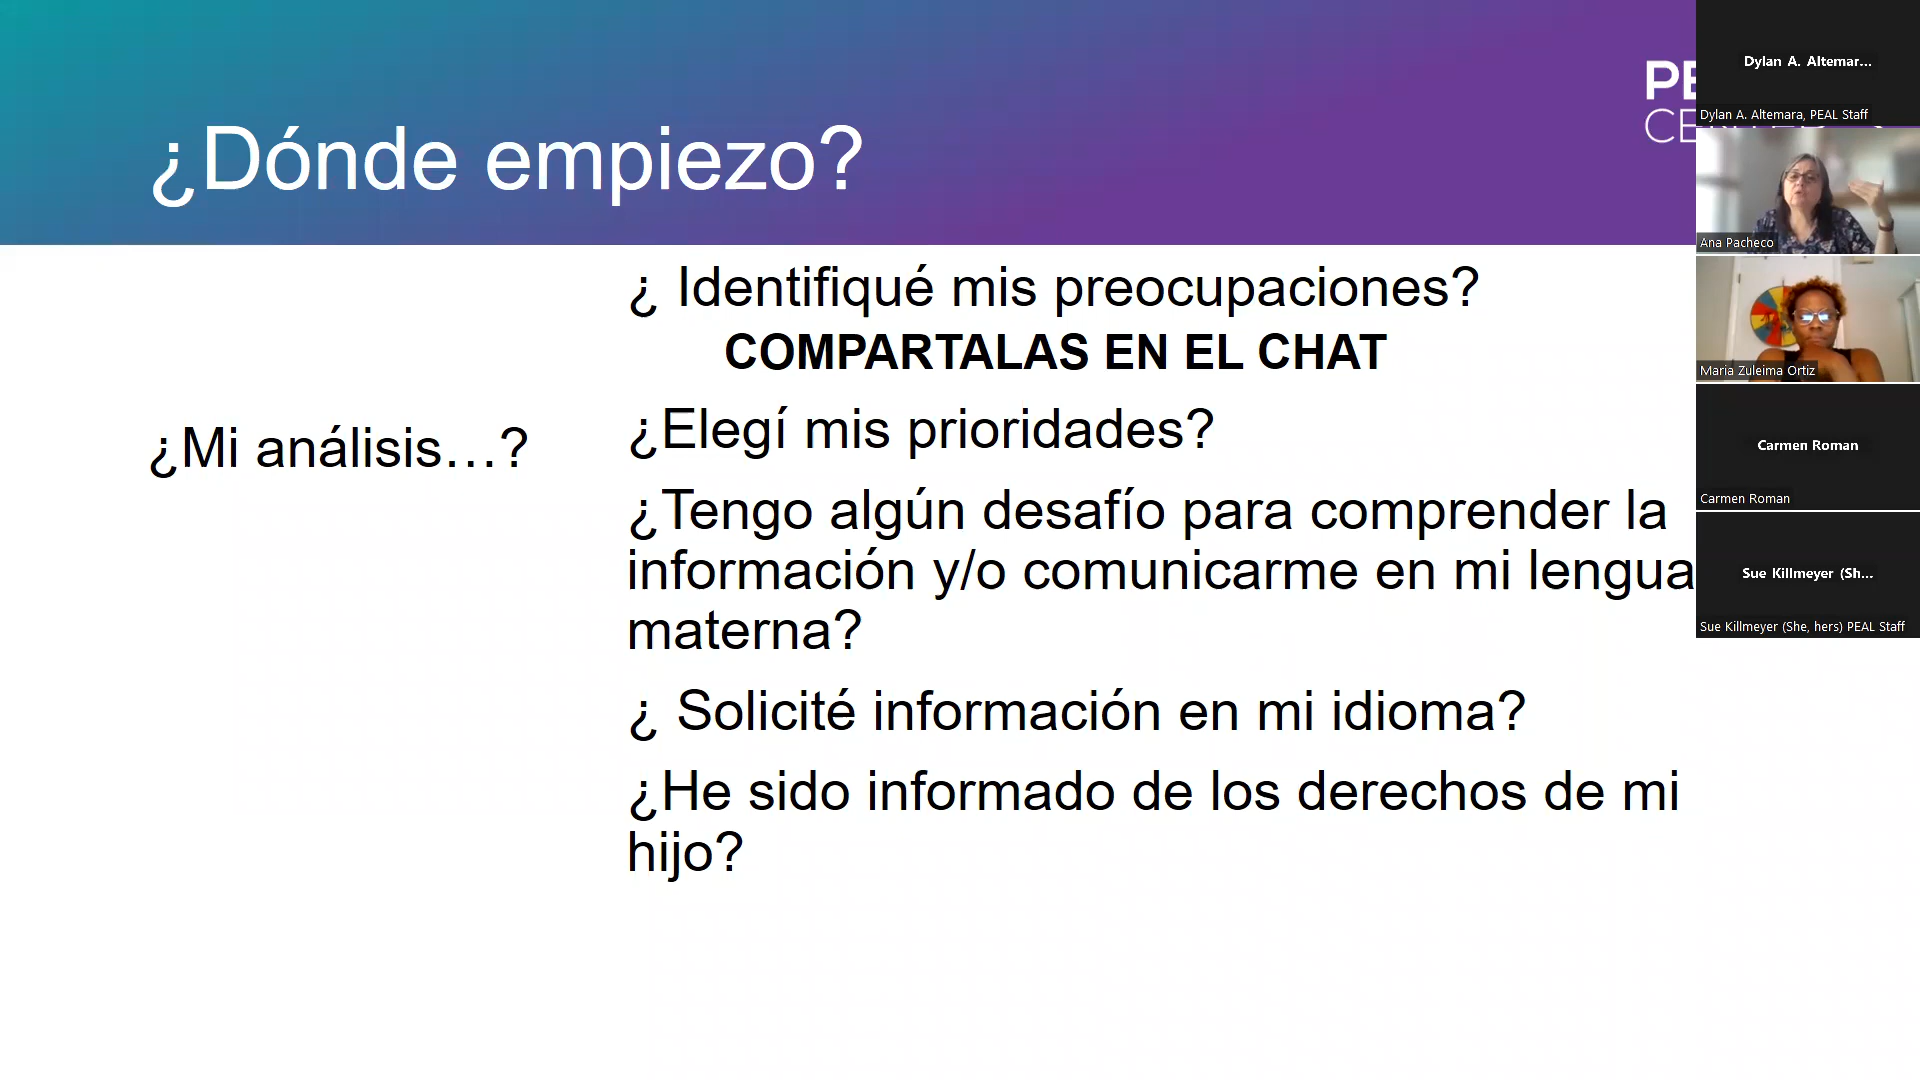 ¿Dónde empiezo?
¿Mi análisis…?
¿ Identifiqué mis preocupaciones?
COMPARTALAS EN EL CHAT
¿Elegí mis prioridades?
¿Tengo algún desafío para comprender la
información y/o comunicarme en mi lengua
materna?
¿ Solicité información en mi idioma?
¿He sido informado de los derechos de mi
hijo?
Dylan A. Altemar...
Dylan A. Altemara, PEAL Staff
Ana Pacheco
Maria Zuleima Ortiz
Carmen Roman
Carmen Roman
Sue Killmeyer (Sh...
Sue Killmeyer (She, hers) PEAL Staff